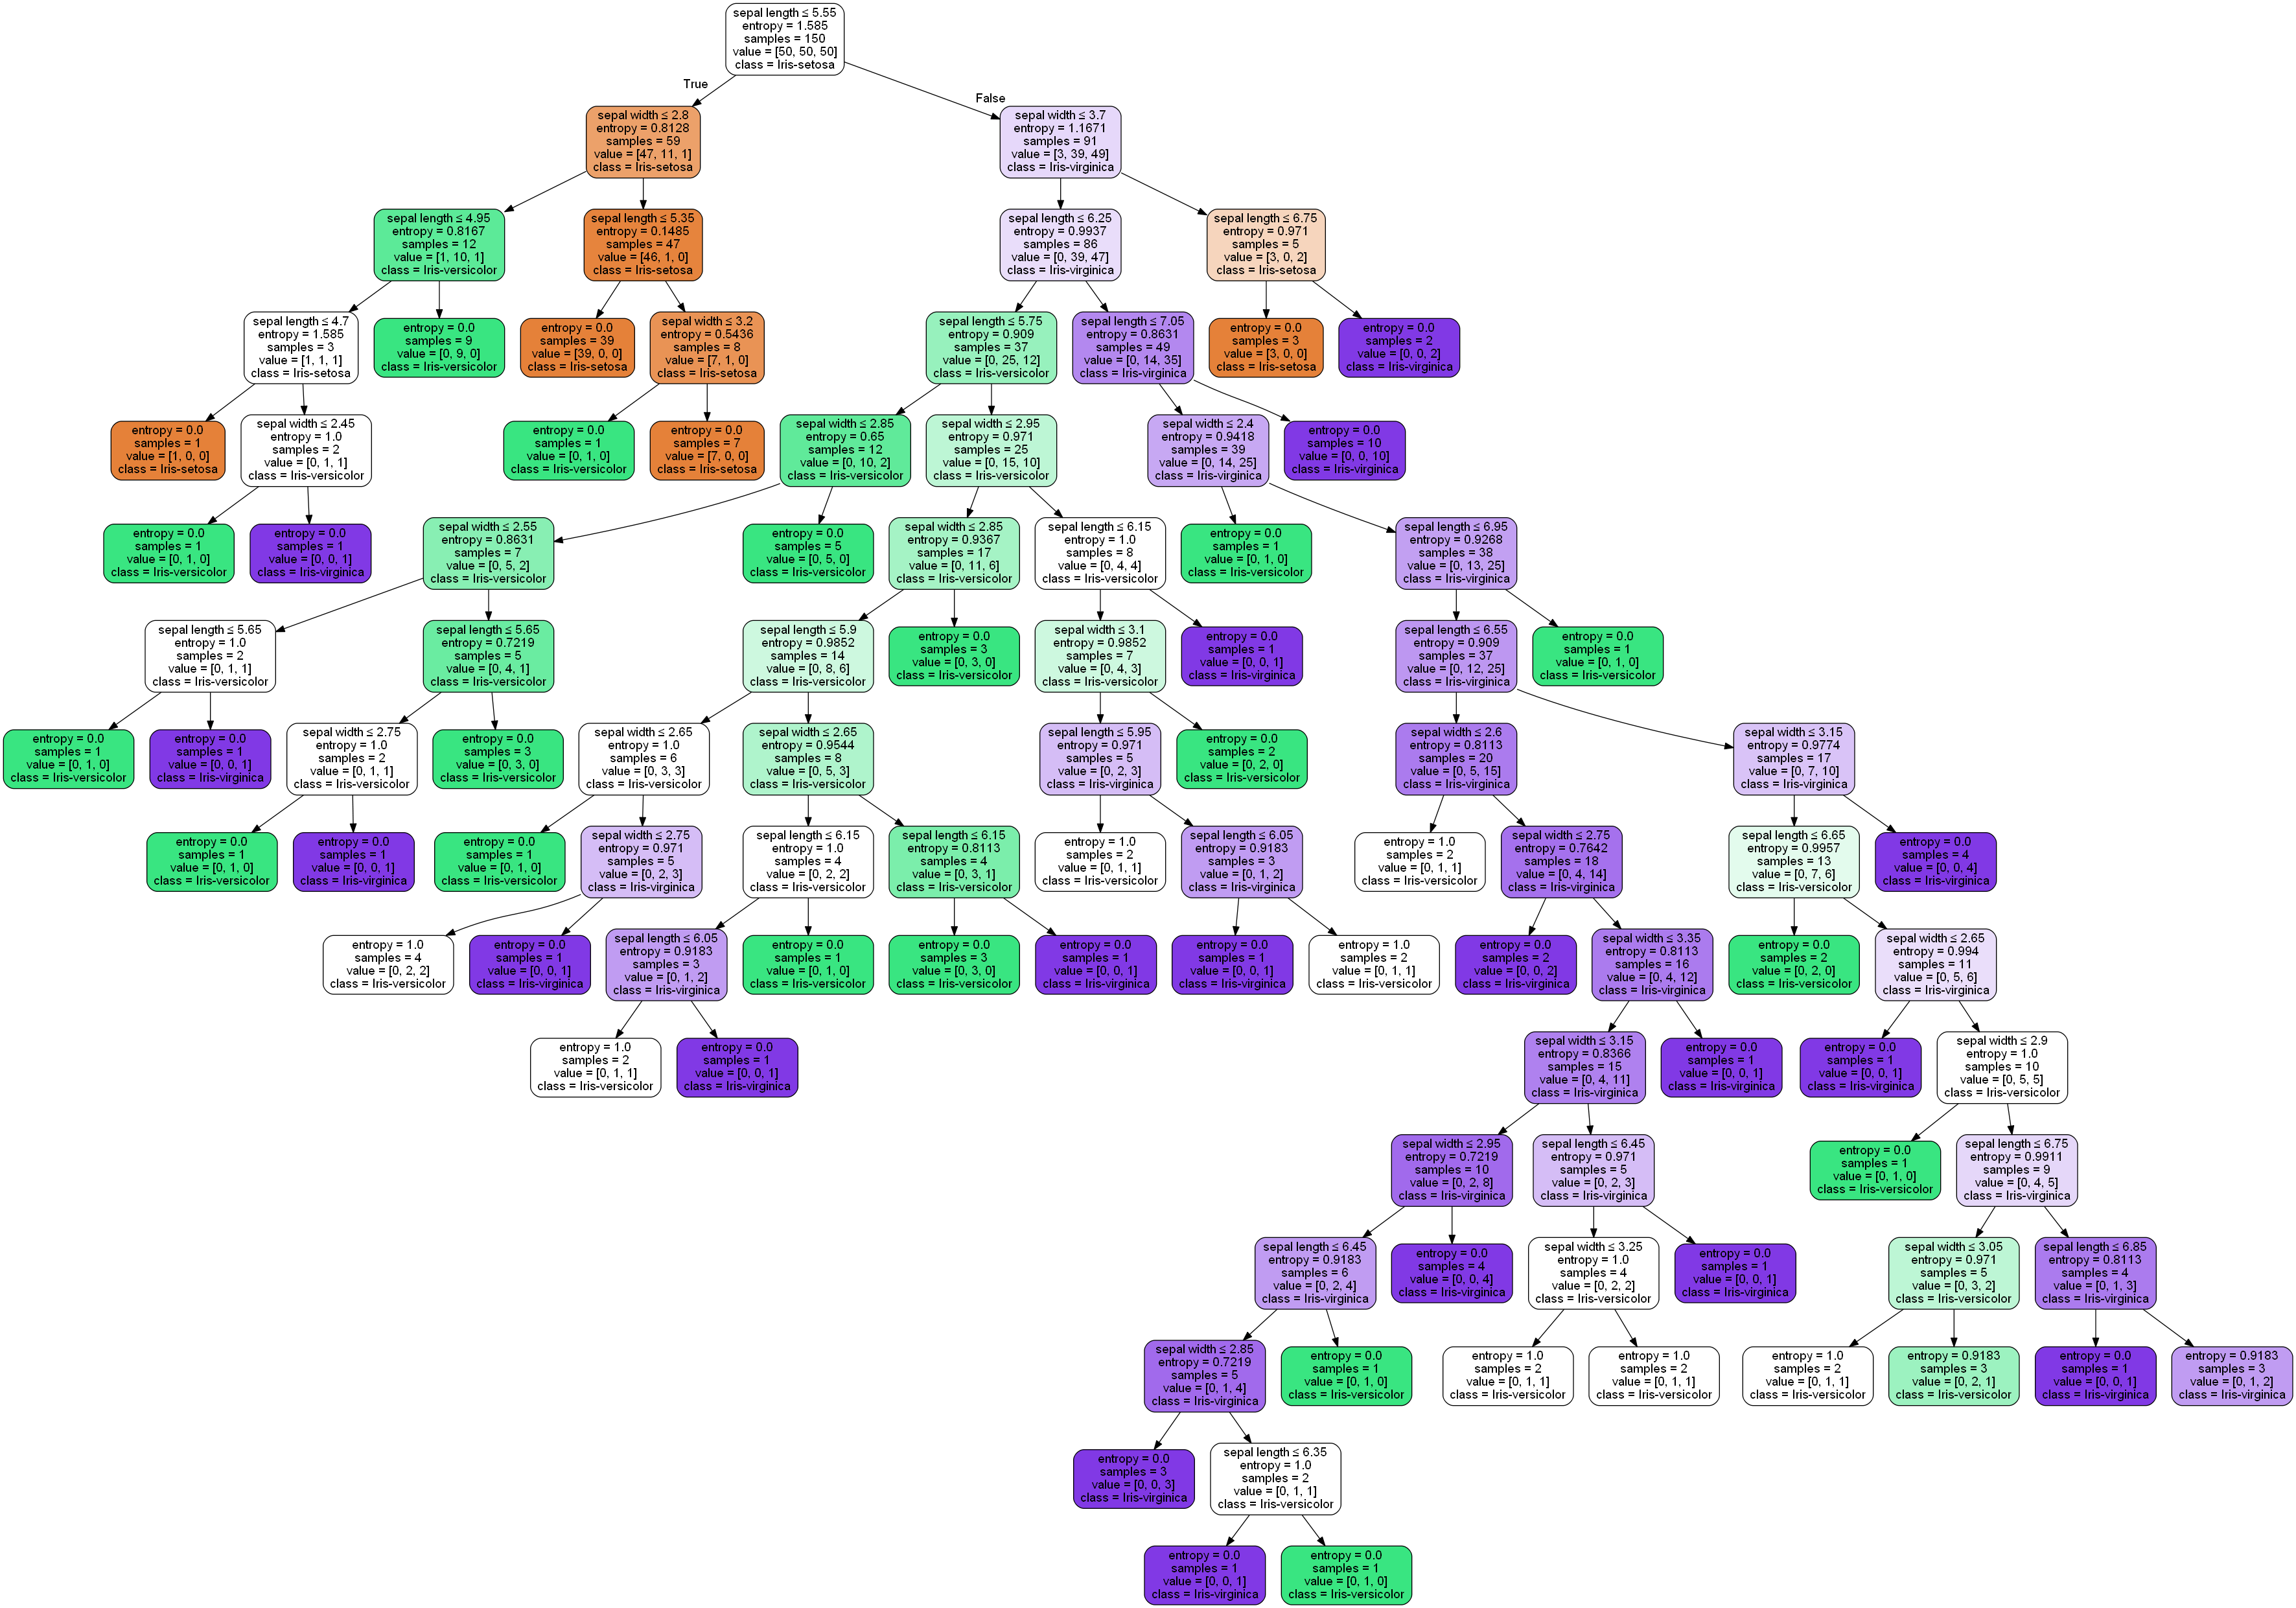 sepal length ≤ 5.55
entropy = 1.585
samples = 150
value = [50, 50, 50]
class = Iris-setosa
True
False
sepal width ≤ 2.8
entropy = 0.8128
samples = 59
value = [47, 11, 1]
class = Iris-setosa
sepal width ≤ 3.7
entropy = 1.1671
samples = 91
value = [3, 39, 49]
class = Iris-virginica
sepal length ≤ 4.95
entropy = 0.8167
samples = 12
value = [1, 10, 1]
class = Iris-versicolor
sepal length ≤ 5.35
entropy = 0.1485
samples = 47
value = [46, 1, 0]
class = Iris-setosa
sepal length ≤ 6.25
entropy = 0.9937
samples = 86
value = [0, 39, 47]
class = Iris-virginica
sepal length ≤ 6.75
entropy = 0.971
samples = 5
value = [3, 0, 2]
class = Iris-setosa
sepal length ≤ 4.7
entropy = 1.585
samples = 3
value = [1, 1, 1]
class = Iris-setosa
entropy = 0.0
samples = 9
value = [0, 9, 0]
class = Iris-versicolor
entropy = 0.0
samples = 39
value = [39, 0, 0]
class = Iris-setosa
sepal width ≤ 3.2
entropy = 0.5436
samples = 8
value = [7, 1, 0]
class = Iris-setosa
sepal length ≤ 5.75
entropy = 0.909
samples = 37
value = [0, 25, 12]
class = Iris-versicolor
sepal length ≤ 7.05
entropy = 0.8631
samples = 49
value = [0, 14, 35]
class = Iris-virginica
entropy = 0.0
samples = 3
value = [3, 0, 0]
class = Iris-setosa
entropy = 0.0
samples = 2
value = [0, 0, 2]
class = Iris-virginica
entropy = 0.0
samples = 1
value = [1, 0, 0]
class = Iris-setosa
sepal width ≤ 2.45
entropy = 1.0
samples = 2
value = [0, 1, 1]
class = Iris-versicolor
entropy = 0.0
samples = 1
value = [0, 1, 0]
class = Iris-versicolor
entropy = 0.0
samples = 7
value = [7, 0, 0]
class = Iris-setosa
sepal width ≤ 2.85
entropy = 0.65
samples = 12
value = [0, 10, 2]
class = Iris-versicolor
sepal width ≤ 2.95
entropy = 0.971
samples = 25
value = [0, 15, 10]
class = Iris-versicolor
sepal width ≤ 2.4
entropy = 0.9418
samples = 39
value = [0, 14, 25]
class = Iris-virginica
entropy = 0.0
samples = 10
value = [0, 0, 10]
class = Iris-virginica
entropy = 0.0
samples = 1
value = [0, 1, 0]
class = Iris-versicolor
entropy = 0.0
samples = 1
value = [0, 0, 1]
class = Iris-virginica
sepal width ≤ 2.55
entropy = 0.8631
samples = 7
value = [0, 5, 2]
class = Iris-versicolor
entropy = 0.0
samples = 5
value = [0, 5, 0]
class = Iris-versicolor
sepal width ≤ 2.85
entropy = 0.9367
samples = 17
value = [0, 11, 6]
class = Iris-versicolor
sepal length ≤ 6.15
entropy = 1.0
samples = 8
value = [0, 4, 4]
class = Iris-versicolor
entropy = 0.0
samples = 1
value = [0, 1, 0]
class = Iris-versicolor
sepal length ≤ 6.95
entropy = 0.9268
samples = 38
value = [0, 13, 25]
class = Iris-virginica
sepal length ≤ 5.65
entropy = 1.0
samples = 2
value = [0, 1, 1]
class = Iris-versicolor
sepal length ≤ 5.65
entropy = 0.7219
samples = 5
value = [0, 4, 1]
class = Iris-versicolor
sepal length ≤ 5.9
entropy = 0.9852
samples = 14
value = [0, 8, 6]
class = Iris-versicolor
entropy = 0.0
samples = 3
value = [0, 3, 0]
class = Iris-versicolor
sepal width ≤ 3.1
entropy = 0.9852
samples = 7
value = [0, 4, 3]
class = Iris-versicolor
entropy = 0.0
samples = 1
value = [0, 0, 1]
class = Iris-virginica
sepal length ≤ 6.55
entropy = 0.909
samples = 37
value = [0, 12, 25]
class = Iris-virginica
entropy = 0.0
samples = 1
value = [0, 1, 0]
class = Iris-versicolor
entropy = 0.0
samples = 1
value = [0, 1, 0]
class = Iris-versicolor
entropy = 0.0
samples = 1
value = [0, 0, 1]
class = Iris-virginica
sepal width ≤ 2.75
entropy = 1.0
samples = 2
value = [0, 1, 1]
class = Iris-versicolor
entropy = 0.0
samples = 3
value = [0, 3, 0]
class = Iris-versicolor
sepal width ≤ 2.65
entropy = 1.0
samples = 6
value = [0, 3, 3]
class = Iris-versicolor
sepal width ≤ 2.65
entropy = 0.9544
samples = 8
value = [0, 5, 3]
class = Iris-versicolor
sepal length ≤ 5.95
entropy = 0.971
samples = 5
value = [0, 2, 3]
class = Iris-virginica
entropy = 0.0
samples = 2
value = [0, 2, 0]
class = Iris-versicolor
sepal width ≤ 2.6
entropy = 0.8113
samples = 20
value = [0, 5, 15]
class = Iris-virginica
sepal width ≤ 3.15
entropy = 0.9774
samples = 17
value = [0, 7, 10]
class = Iris-virginica
entropy = 0.0
samples = 1
value = [0, 1, 0]
class = Iris-versicolor
entropy = 0.0
samples = 1
value = [0, 0, 1]
class = Iris-virginica
entropy = 0.0
samples = 1
value = [0, 1, 0]
class = Iris-versicolor
sepal width ≤ 2.75
entropy = 0.971
samples = 5
value = [0, 2, 3]
class = Iris-virginica
sepal length ≤ 6.15
entropy = 1.0
samples = 4
value = [0, 2, 2]
class = Iris-versicolor
sepal length ≤ 6.15
entropy = 0.8113
samples = 4
value = [0, 3, 1]
class = Iris-versicolor
entropy = 1.0
samples = 2
value = [0, 1, 1]
class = Iris-versicolor
sepal length ≤ 6.05
entropy = 0.9183
samples = 3
value = [0, 1, 2]
class = Iris-virginica
entropy = 1.0
samples = 2
value = [0, 1, 1]
class = Iris-versicolor
sepal width ≤ 2.75
entropy = 0.7642
samples = 18
value = [0, 4, 14]
class = Iris-virginica
sepal length ≤ 6.65
entropy = 0.9957
samples = 13
value = [0, 7, 6]
class = Iris-versicolor
entropy = 0.0
samples = 4
value = [0, 0, 4]
class = Iris-virginica
entropy = 1.0
samples = 4
value = [0, 2, 2]
class = Iris-versicolor
entropy = 0.0
samples = 1
value = [0, 0, 1]
class = Iris-virginica
sepal length ≤ 6.05
entropy = 0.9183
samples = 3
value = [0, 1, 2]
class = Iris-virginica
entropy = 0.0
samples = 1
value = [0, 1, 0]
class = Iris-versicolor
entropy = 0.0
samples = 3
value = [0, 3, 0]
class = Iris-versicolor
entropy = 0.0
samples = 1
value = [0, 0, 1]
class = Iris-virginica
entropy = 0.0
samples = 1
value = [0, 0, 1]
class = Iris-virginica
entropy = 1.0
samples = 2
value = [0, 1, 1]
class = Iris-versicolor
entropy = 0.0
samples = 2
value = [0, 0, 2]
class = Iris-virginica
sepal width ≤ 3.35
entropy = 0.8113
samples = 16
value = [0, 4, 12]
class = Iris-virginica
entropy = 0.0
samples = 2
value = [0, 2, 0]
class = Iris-versicolor
sepal width ≤ 2.65
entropy = 0.994
samples = 11
value = [0, 5, 6]
class = Iris-virginica
entropy = 1.0
samples = 2
value = [0, 1, 1]
class = Iris-versicolor
entropy = 0.0
samples = 1
value = [0, 0, 1]
class = Iris-virginica
sepal width ≤ 3.15
entropy = 0.8366
samples = 15
value = [0, 4, 11]
class = Iris-virginica
entropy = 0.0
samples = 1
value = [0, 0, 1]
class = Iris-virginica
entropy = 0.0
samples = 1
value = [0, 0, 1]
class = Iris-virginica
sepal width ≤ 2.9
entropy = 1.0
samples = 10
value = [0, 5, 5]
class = Iris-versicolor
sepal width ≤ 2.95
entropy = 0.7219
samples = 10
value = [0, 2, 8]
class = Iris-virginica
sepal length ≤ 6.45
entropy = 0.971
samples = 5
value = [0, 2, 3]
class = Iris-virginica
entropy = 0.0
samples = 1
value = [0, 1, 0]
class = Iris-versicolor
sepal length ≤ 6.75
entropy = 0.9911
samples = 9
value = [0, 4, 5]
class = Iris-virginica
sepal length ≤ 6.45
entropy = 0.9183
samples = 6
value = [0, 2, 4]
class = Iris-virginica
entropy = 0.0
samples = 4
value = [0, 0, 4]
class = Iris-virginica
sepal width ≤ 3.25
entropy = 1.0
samples = 4
value = [0, 2, 2]
class = Iris-versicolor
entropy = 0.0
samples = 1
value = [0, 0, 1]
class = Iris-virginica
sepal width ≤ 3.05
entropy = 0.971
samples = 5
value = [0, 3, 2]
class = Iris-versicolor
sepal length ≤ 6.85
entropy = 0.8113
samples = 4
value = [0, 1, 3]
class = Iris-virginica
sepal width ≤ 2.85
entropy = 0.7219
samples = 5
value = [0, 1, 4]
class = Iris-virginica
entropy = 0.0
samples = 1
value = [0, 1, 0]
class = Iris-versicolor
entropy = 1.0
samples = 2
value = [0, 1, 1]
class = Iris-versicolor
entropy = 1.0
samples = 2
value = [0, 1, 1]
class = Iris-versicolor
entropy = 1.0
samples = 2
value = [0, 1, 1]
class = Iris-versicolor
entropy = 0.9183
samples = 3
value = [0, 2, 1]
class = Iris-versicolor
entropy = 0.0
samples = 1
value = [0, 0, 1]
class = Iris-virginica
entropy = 0.9183
samples = 3
value = [0, 1, 2]
class = Iris-virginica
entropy = 0.0
samples = 3
value = [0, 0, 3]
class = Iris-virginica
sepal length ≤ 6.35
entropy = 1.0
samples = 2
value = [0, 1, 1]
class = Iris-versicolor
entropy = 0.0
samples = 1
value = [0, 0, 1]
class = Iris-virginica
entropy = 0.0
samples = 1
value = [0, 1, 0]
class = Iris-versicolor